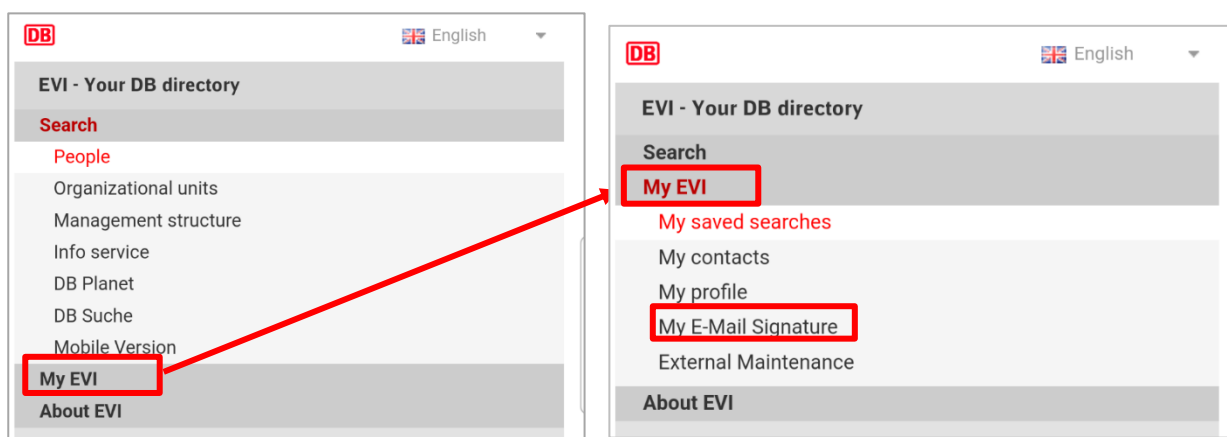 DB
English
EVI - Your DB directory
Search
People
Organizational units
Management structure
Info service
DB Planet
DB Suche
Mobile Version
My EVI
About EVI
DB
English
EVI - Your DB directory
Search
My EVI
My saved searches
My contacts
My profile
My E-Mail Signature
External Maintenance
About EVI